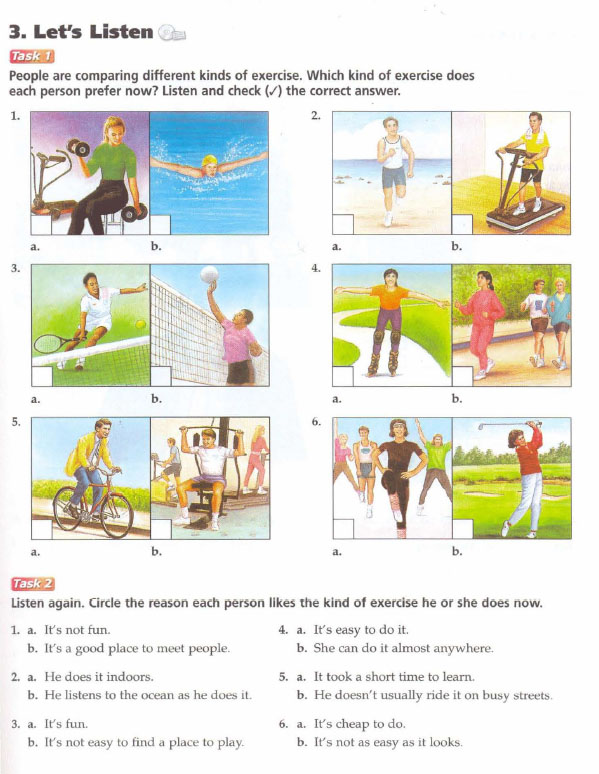 3. Let's Listen
Task 1
People are comparing different kinds of exercise. Which kind of exercise does
each person prefer now? Listen and check (✓) the correct answer.
1.
2.
a.
b.
a.
b.
3.
4.
a.
b.
a.
b.
5.
6.
a.
b.
a.
b.
Task 2
Listen again. Circle the reason each person likes the kind of exercise he or she does now.
1. a. It's not fun.
b. It's a good place to meet people.
2. a. He does it indoors.
b. He listens to the ocean as he does it.
3. a. It's fun.
b. It's not easy to find a place to play.
4. a. It's easy to do it.
b. She can do it almost anywhere.
5. a. It took a short time to learn.
b. He doesn't usually ride it on busy streets.
6. a. It's cheap to do.
b. It's not as easy as it looks.